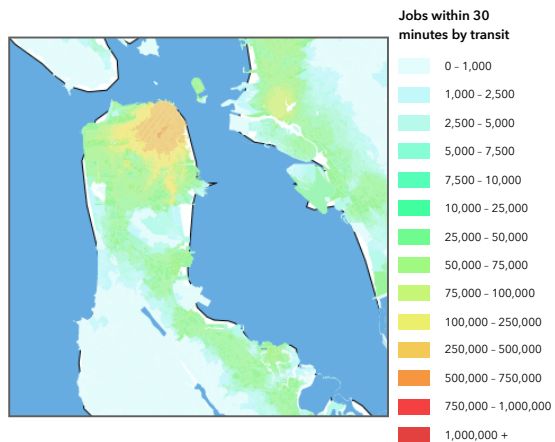 Jobs within 30
minutes by transit
0 – 1,000
1,000 – 2,500
2,500 – 5,000
5,000 – 7,500
7,500 – 10,000
10,000 – 25,000
25,000 – 50,000
50,000 – 75,000
75,000 – 100,000
100,000 – 250,000
250,000 – 500,000
500,000 – 750,000
750,000 – 1,000,000
1,000,000 +